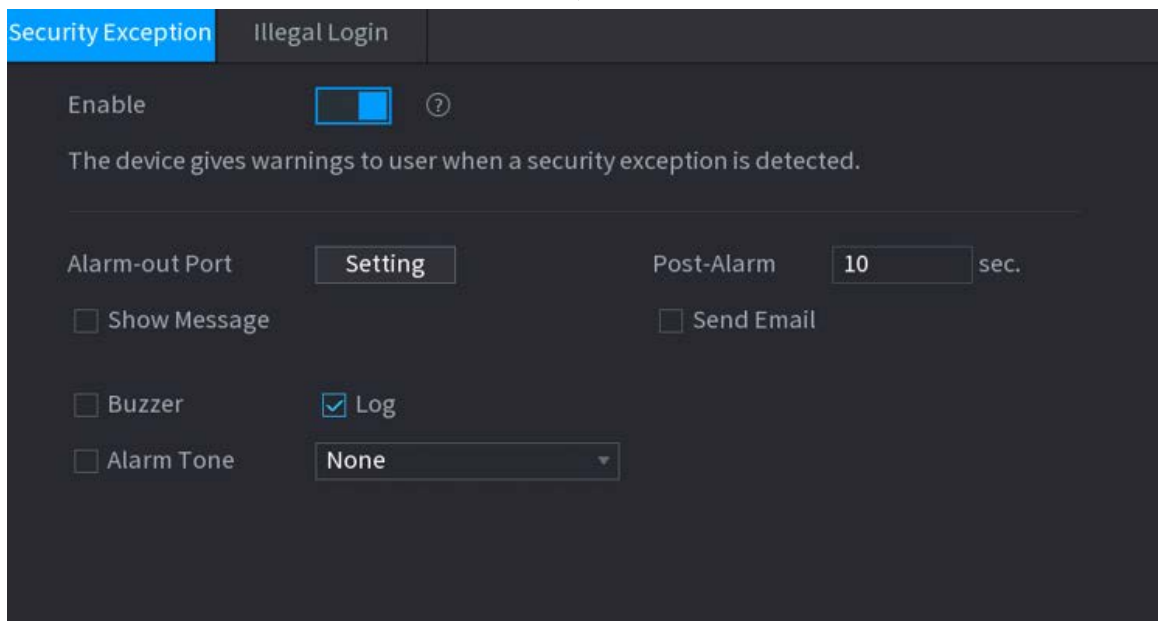 Security Exception Illegal Login
Enable ?
The device gives warnings to user when a security exception is detected.
Alarm-out Port Setting Post-Alarm 10 sec.
Show Message Send Email
Buzzer Log
Alarm Tone None